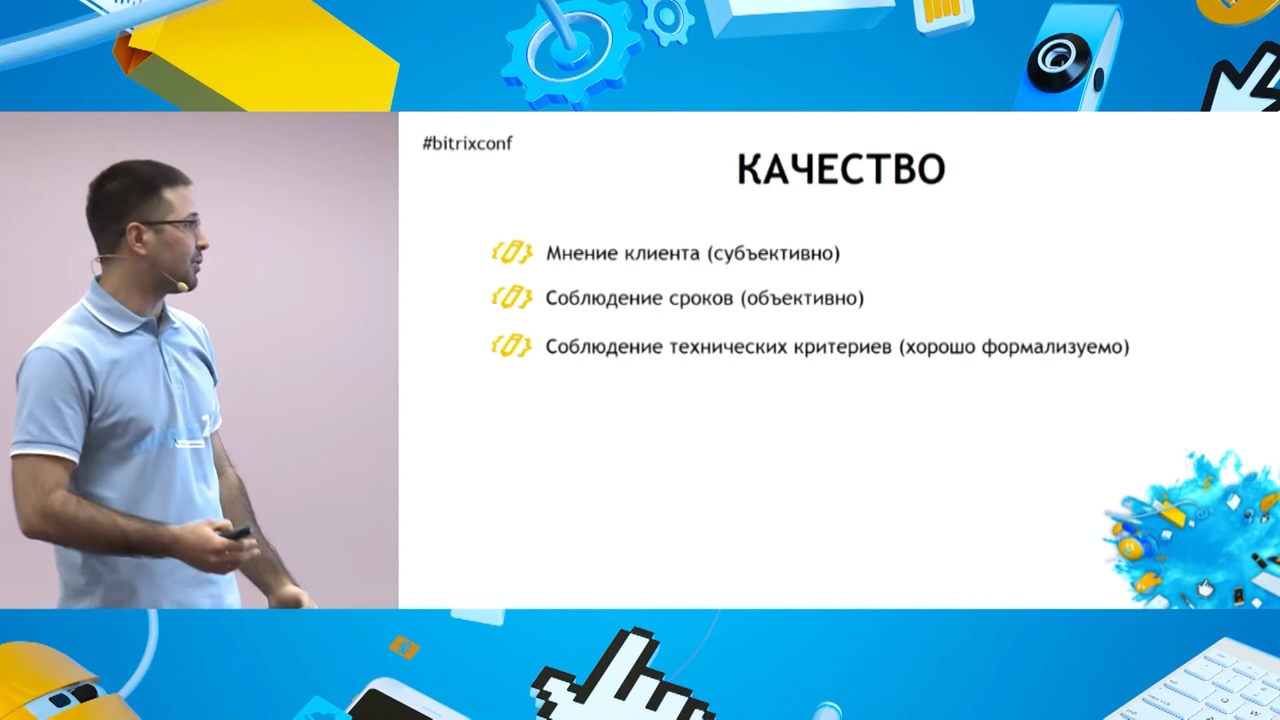 #bitrixconf
КАЧЕСТВО
Мнение клиента (субъективно)
Соблюдение сроков (объективно)
Соблюдение технических критериев (хорошо формализуемо)